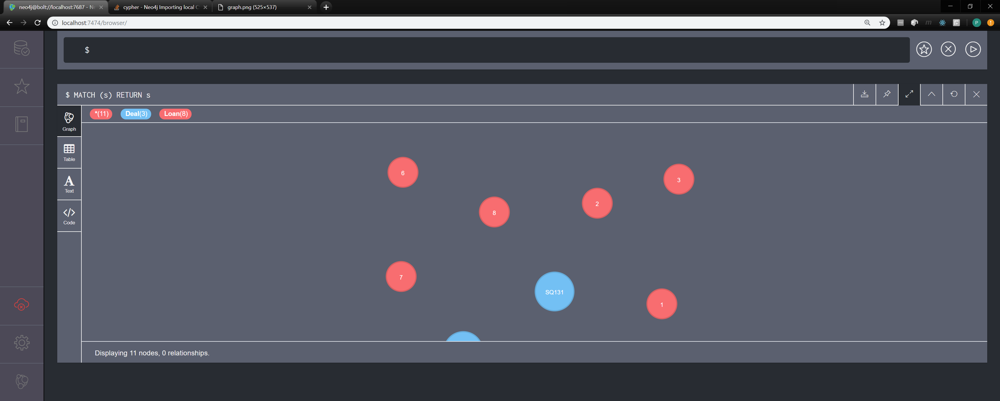 neo4j@bolt://localhost:7687 - Ne
cypher - Neo4j Importing local C
graph.png (525×537)
localhost:7474/browser/
P
$
$ MATCH (s) RETURN s
*(11) Deal(3) Loan(8)
Graph
Table
A
Text
</>
Code
6
3
2
8
7
SQ131
1
Displaying 11 nodes, 0 relationships.